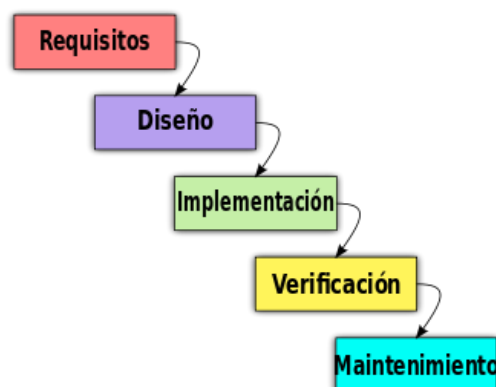 Requisitos
Diseño
Implementación
Verificación
Maintenimiento